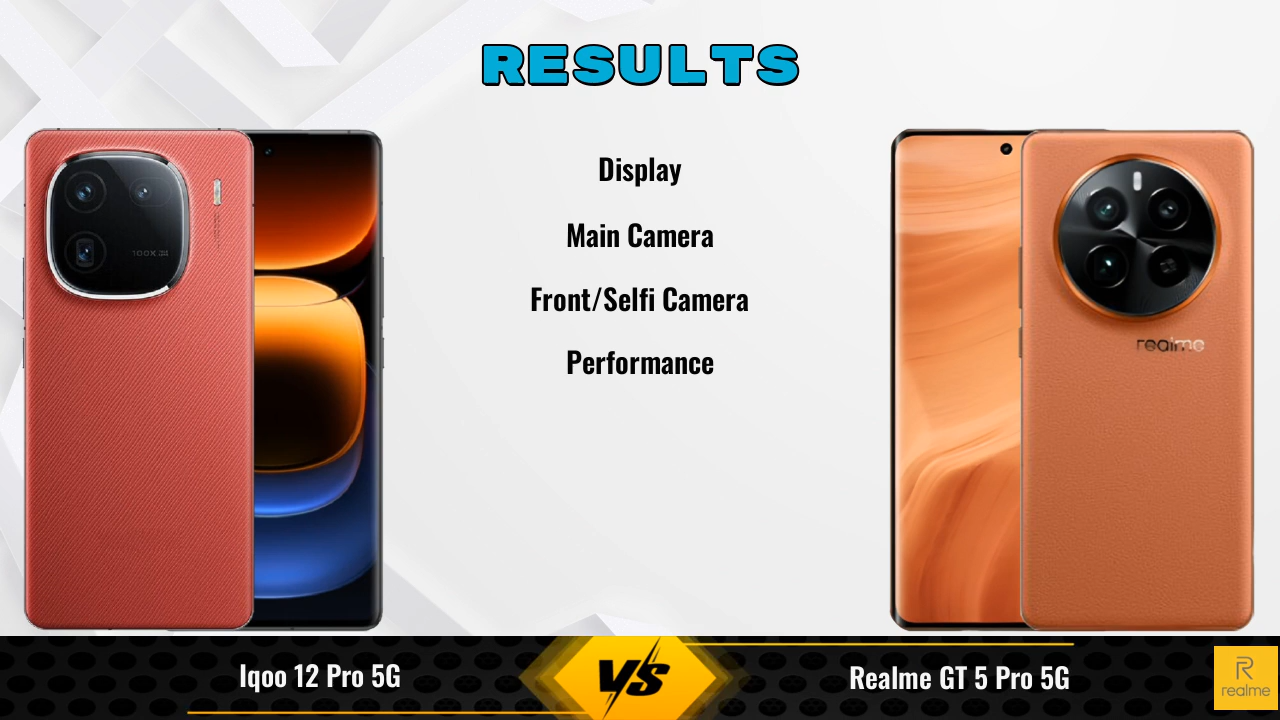 RESULTS
Display
Main Camera
Front/Selfi Camera
Performance
100X
realme
Iqoo 12 Pro 5G
VS
Realme GT 5 Pro 5G
R
realme